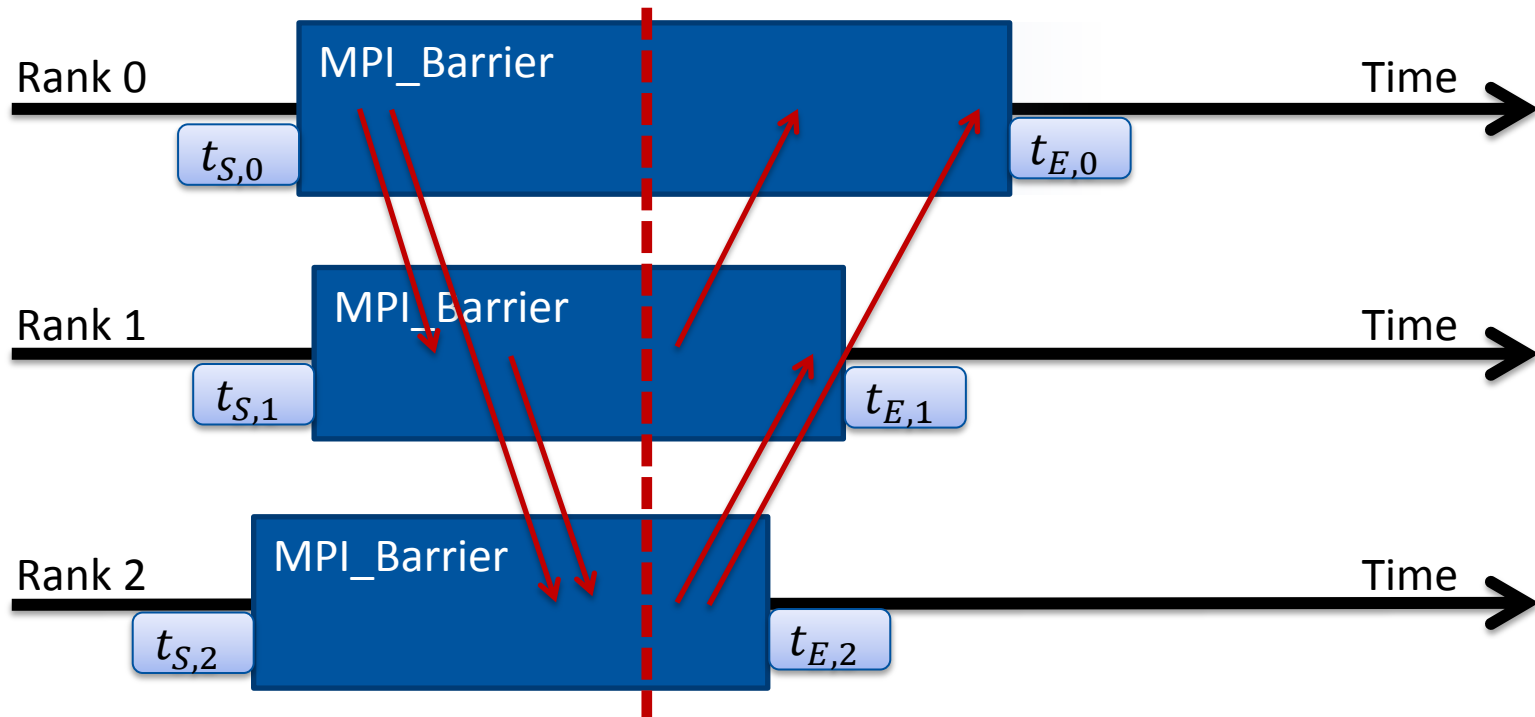 MPI_Barrier
Rank 0
Time
t_{S,0}
t_{E,0}
MPI_Barrier
Rank 1
Time
t_{S,1}
t_{E,1}
MPI_Barrier
Rank 2
Time
t_{S,2}
t_{E,2}